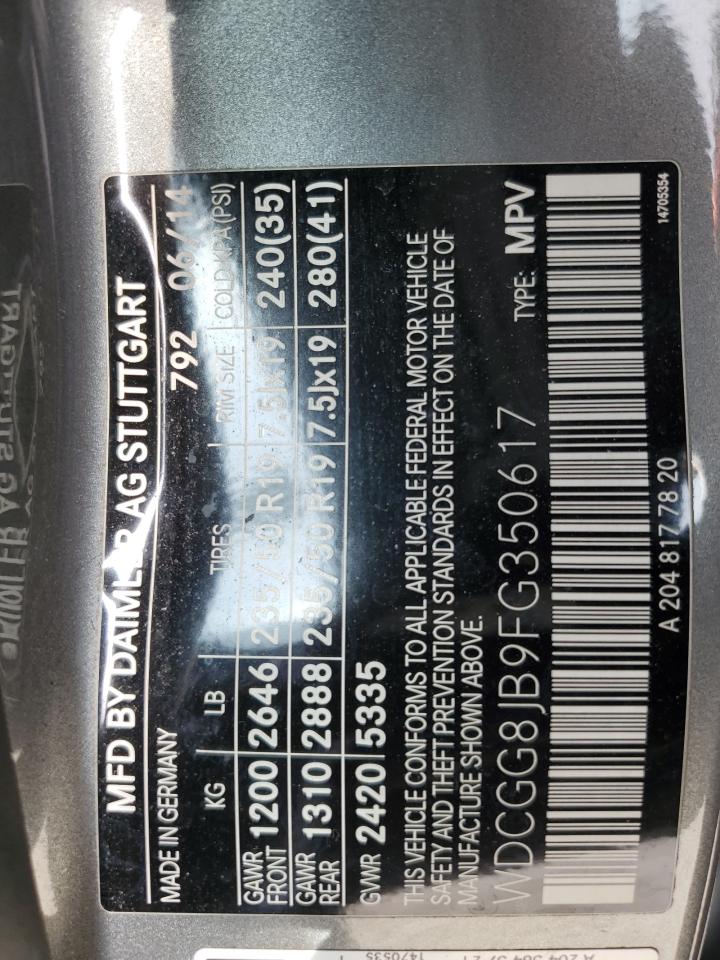 MFD BY DAIMLER AG STUTTGART
MADE IN GERMANY 792 06/14
KG LB TIRES RIM SIZE COLD KPA(PSI)
GAWR FRONT 1200 2646 235/50 R19 7.5Jx19 240(35)
GAWR REAR 1310 2888 235/50 R19 7.5Jx19 280(41)
GVWR 2420 5335
THIS VEHICLE CONFORMS TO ALL APPLICABLE FEDERAL MOTOR VEHICLE
SAFETY AND THEFT PREVENTION STANDARDS IN EFFECT ON THE DATE OF
MANUFACTURE SHOWN ABOVE.
WDCGG8JB9FG350617 TYPE: MPV
A 204 817 78 20 14705354